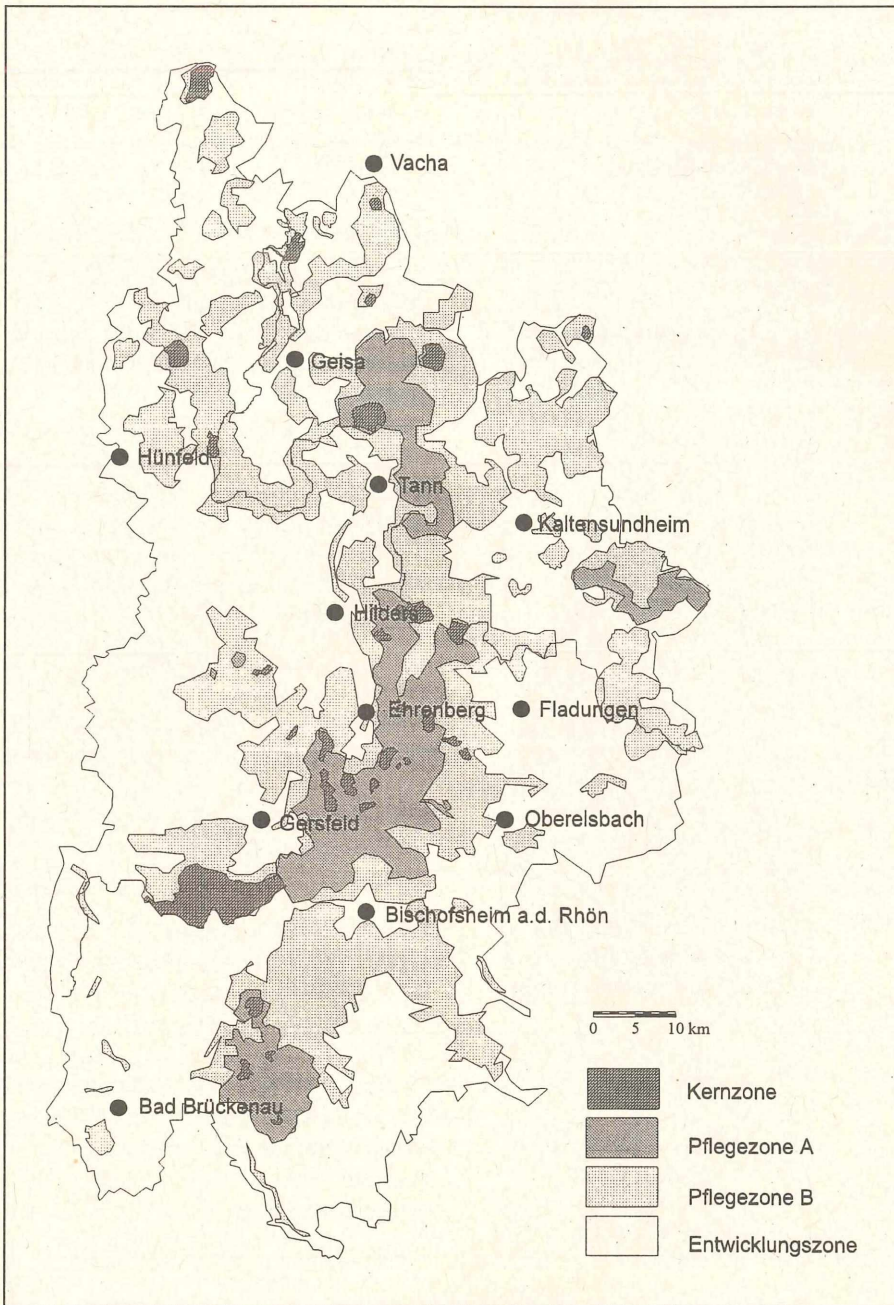 Vacha
Geisa
Hünfeld
Tann
Kaltensundheim
Hilders
Ehrenberg
Fladungen
Gersfeld
Oberelsbach
Bischofsheim a.d. Rhön
0 5 10 km
Bad Brückenau
Kernzone
Pflegezone A
Pflegezone B
Entwicklungszone